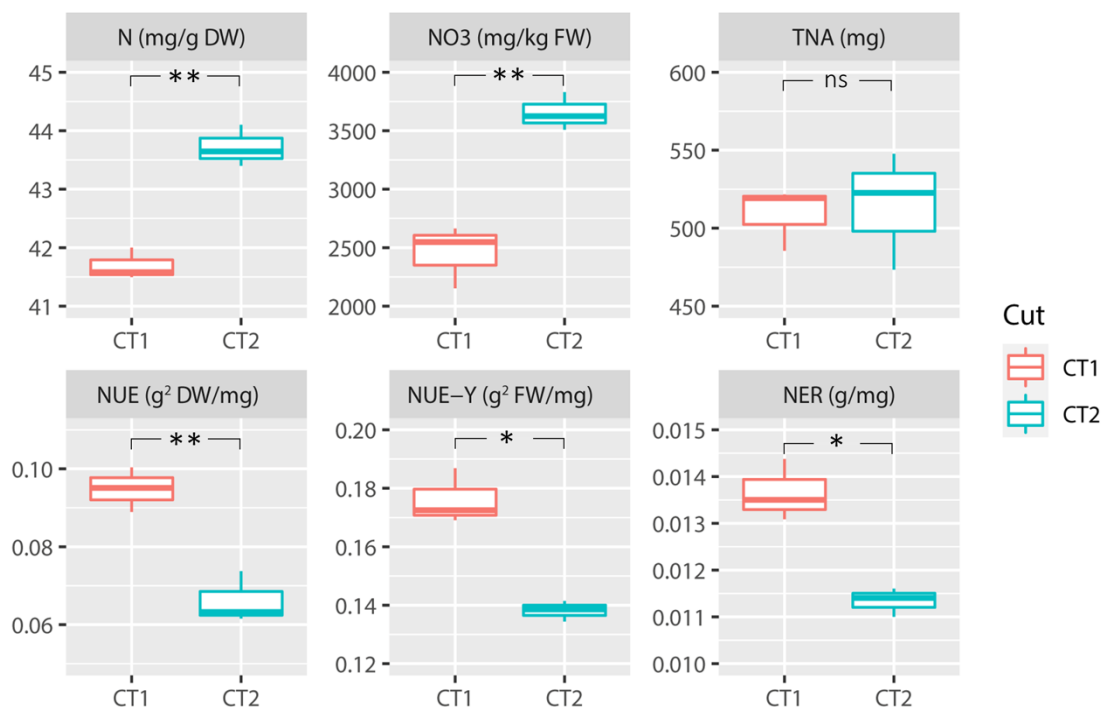 N (mg/g DW)
45
44
43
42
41
**
CT1 CT2
NO3 (mg/kg FW)
4000
3500
3000
2500
2000
**
CT1 CT2
TNA (mg)
600
550
500
450
ns
CT1 CT2
NUE (g² DW/mg)
0.10
0.08
0.06
**
CT1 CT2
NUE−Y (g² FW/mg)
0.20
0.18
0.16
0.14
0.12
*
CT1 CT2
NER (g/mg)
0.015
0.014
0.013
0.012
0.011
0.010
*
CT1 CT2
Cut
CT1
CT2